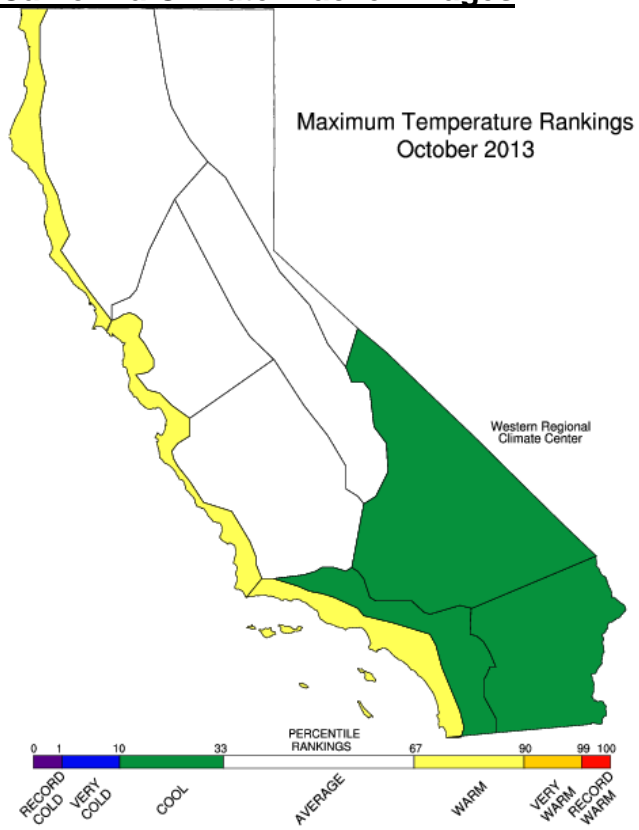 Maximum Temperature Rankings
October 2013
Western Regional
Climate Center
PERCENTILE
RANKINGS
0 1 10 33 67 90 99 100
RECORD
COLD
VERY
COLD
COOL
AVERAGE
WARM
VERY
WARM
RECORD
WARM